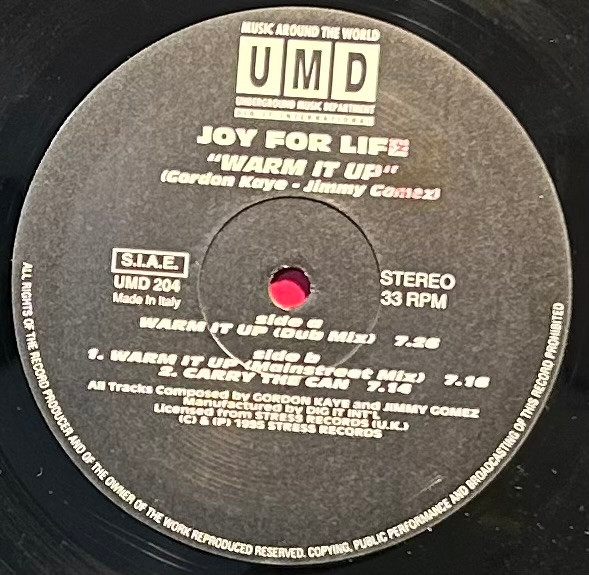 MUSIC AROUND THE WORLD
UMD
UNDERGROUND MUSIC DEPARTMENT
DIG IT INTERNATIONAL
JOY FOR LIFE
"WARM IT UP"
(Gordon Kaye - Jimmy Gomez)
S.I.A.E.
UMD 204
Made in Italy
STEREO
33 RPM
side a
WARM IT UP (Dub Mix) 7.26
side b
1. WARM IT UP (Mainstreet Mix) 7.16
2. CARRY THE CAN 7.14
All Tracks Composed by GORDON KAYE and JIMMY GOMEZ
Manufactured by DIG IT INT'L
Licensed from STRESS RECORDS (U.K.)
(C) & (P) 1995 STRESS RECORDS
ALL RIGHTS OF THE RECORD PRODUCER AND OF THE OWNER OF THE WORK REPRODUCED RESERVED. COPYING, PUBLIC PERFORMANCE AND BROADCASTING OF THIS RECORD PROHIBITED